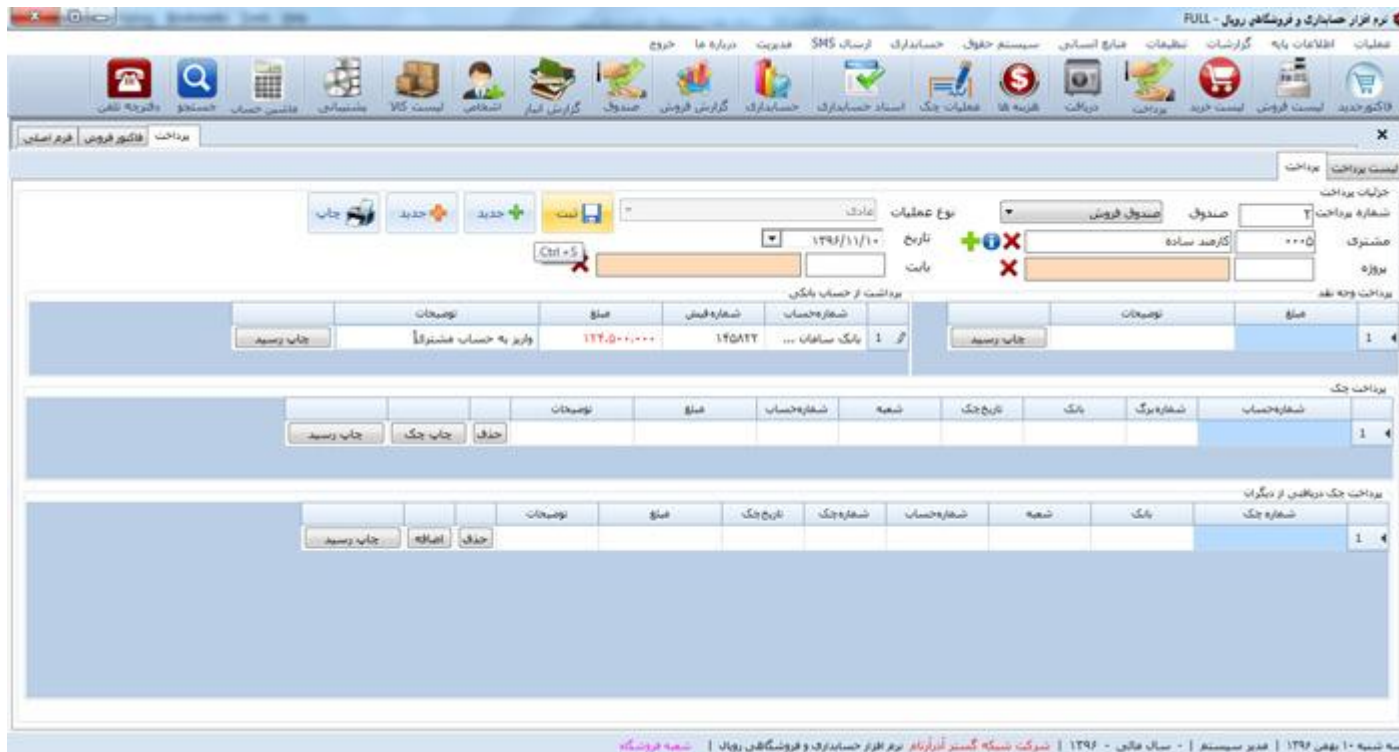 نرم افزار حسابداری و فروشگاهی رویال - FULL
عملیات اطلاعات پایه گزارشات تنظیمات منابع انسانی سیستم حقوق حسابداری ارسال SMS مدیریت درباره ما خروج
فاکتورجدید لیست فروش لیست خرید پرداخت دریافت هزینه ها عملیات چک اسناد حسابداری حسابداری گزارش فروش صندوق گزارش انبار اشخاص لیست کالا پشتیبانی ماشین حساب جستجو دفترچه تلفن
پرداخت فاکتور فروش فرم اصلی
لیست پرداخت پرداخت
جزئیات پرداخت
شماره پرداخت ۲ صندوق صندوق فروش نوع عملیات عادی ثبت جدید جدید چاپ
مشتری ۰۰۰۵ کارمند ساده تاریخ ۱۳۹۶/۱۱/۱۰
Ctrl +S
پروژه بابت
پرداخت وجه نقد برداشت از حساب بانکی
مبلغ توضیحات شماره‌حساب شماره‌فیش مبلغ توضیحات
1 چاپ رسید 1 بانک سامان ... ۱۴۵۸۲۲ ۱۲۴،۵۰۰،۰۰۰ واریز به حساب مشتری چاپ رسید
پرداخت چک
شماره‌حساب شماره‌برگ بانک تاریخ‌چک شعبه شماره‌حساب مبلغ توضیحات
1 حذف چاپ چک چاپ رسید
پرداخت چک دریافتی از دیگران
شماره چک بانک شعبه شماره‌حساب شماره‌چک تاریخ‌چک مبلغ توضیحات
1 حذف اضافه چاپ رسید
سه شنبه ۱۰ بهمن ۱۳۹۶ | مدیر سیستم | - سال مالی - ۱۳۹۶ | شرکت شبکه گستر آذرآرنام نرم افزار حسابداری و فروشگاهی رویال | شعبه فروشگاه